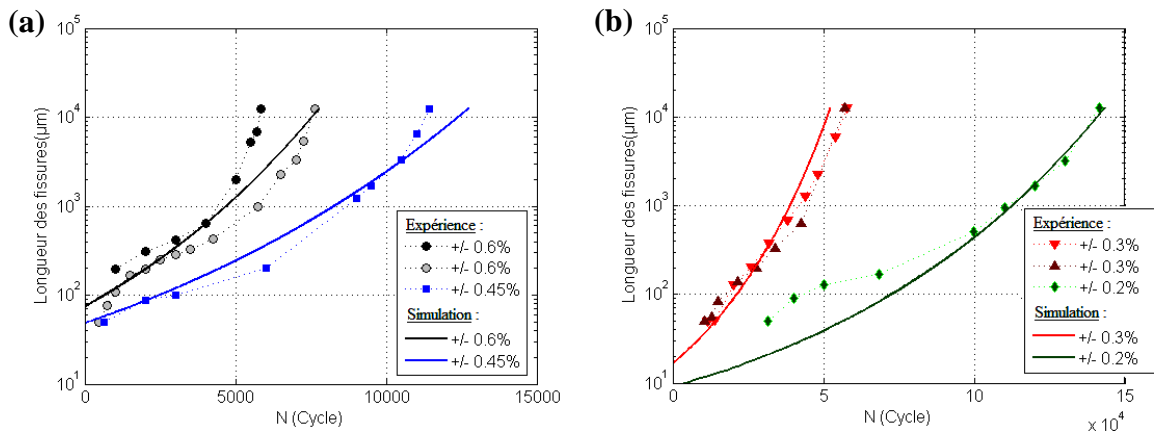 (a)
Longueur des fissures(µm)
10^5
10^4
10^3
10^2
10^1
0
5000
10000
15000
N (Cycle)
Expérience :
+/- 0.6%
+/- 0.6%
+/- 0.45%
Simulation :
+/- 0.6%
+/- 0.45%
(b)
Longueur des fissures(µm)
10^5
10^4
10^3
10^2
10^1
0
5
10
15
x 10^4
N (Cycle)
Expérience :
+/- 0.3%
+/- 0.3%
+/- 0.2%
Simulation :
+/- 0.3%
+/- 0.2%